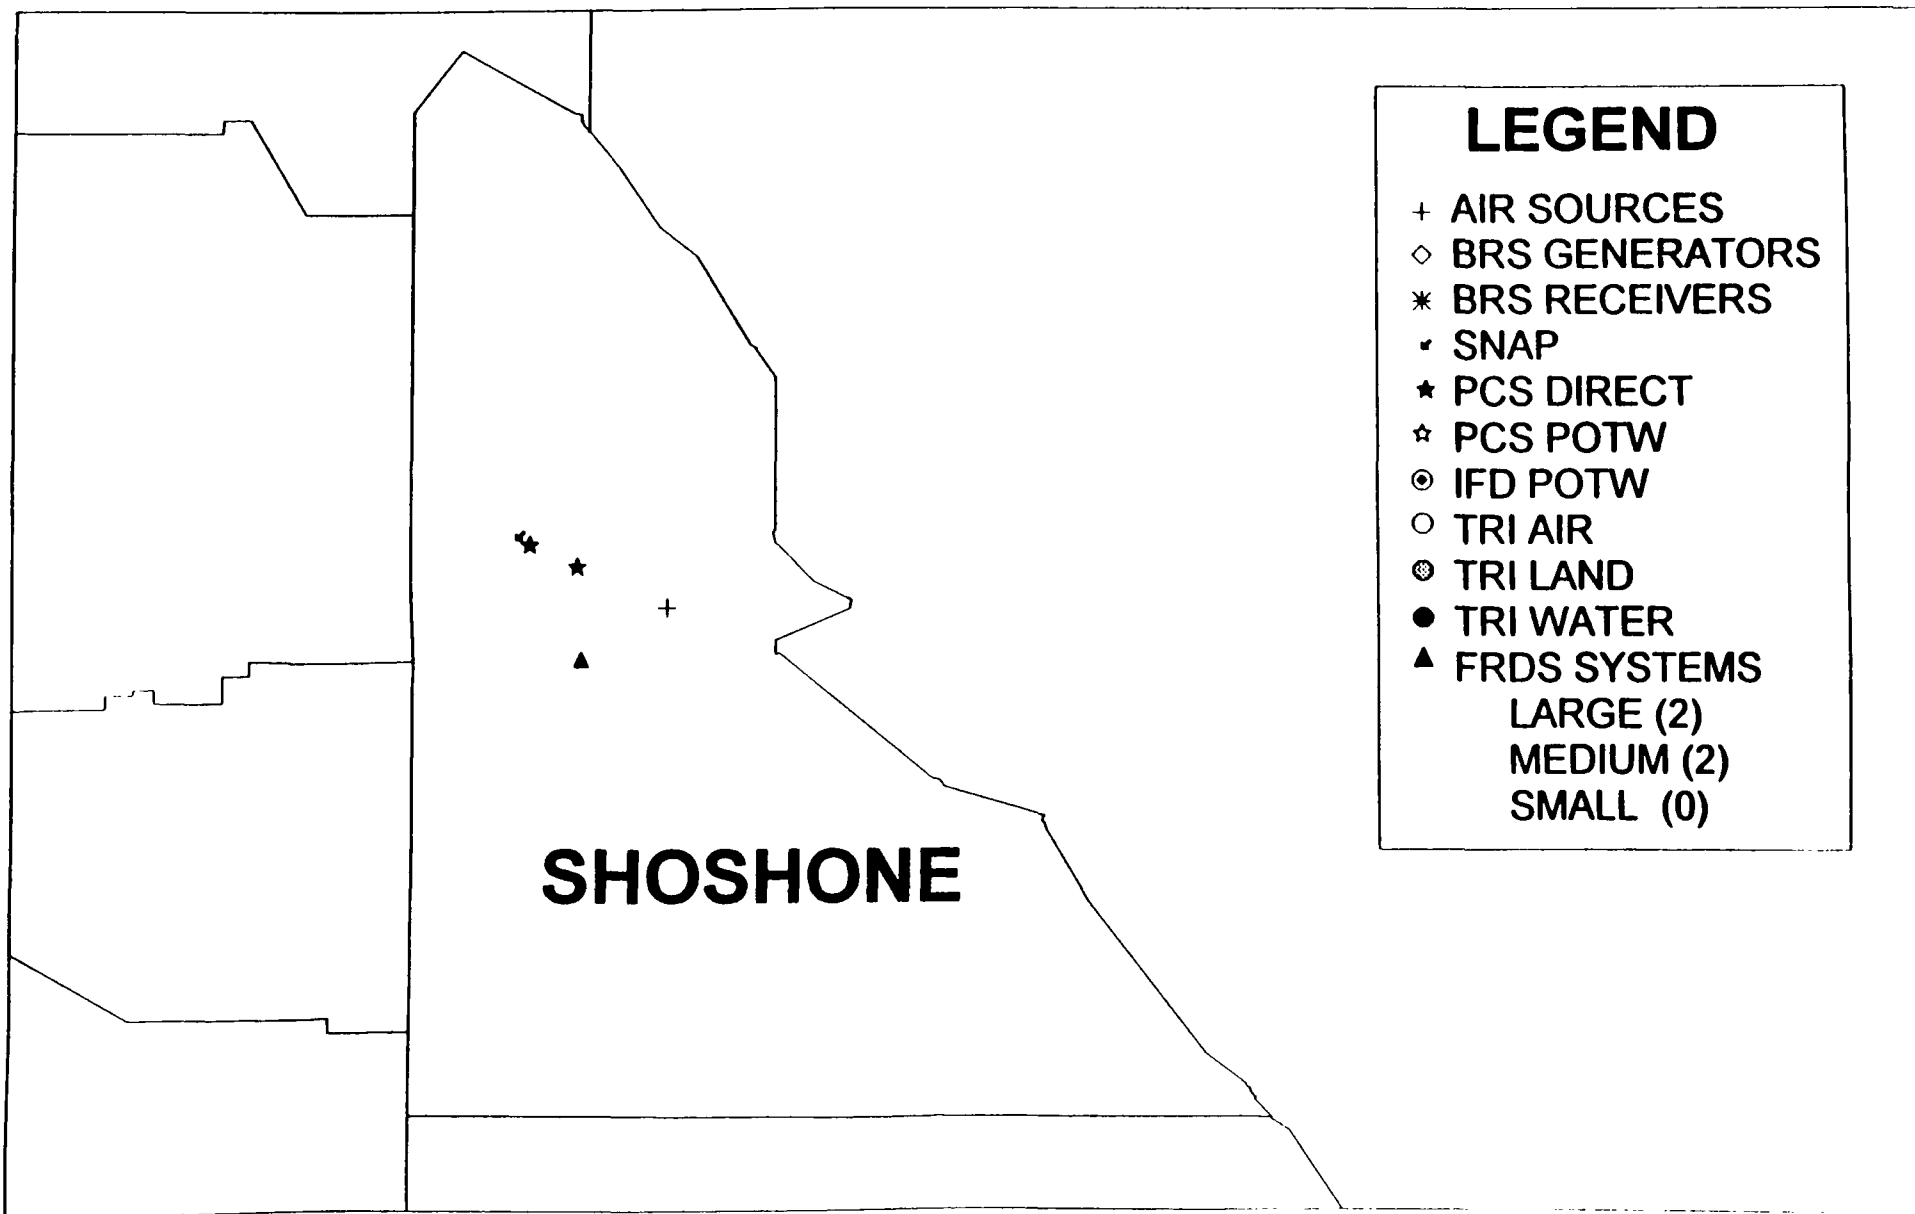 LEGEND
AIR SOURCES
BRS GENERATORS
BRS RECEIVERS
SNAP
PCS DIRECT
PCS POTW
IFD POTW
TRI AIR
TRI LAND
TRI WATER
FRDS SYSTEMS
LARGE (2)
MEDIUM (2)
SMALL (0)
SHOSHONE